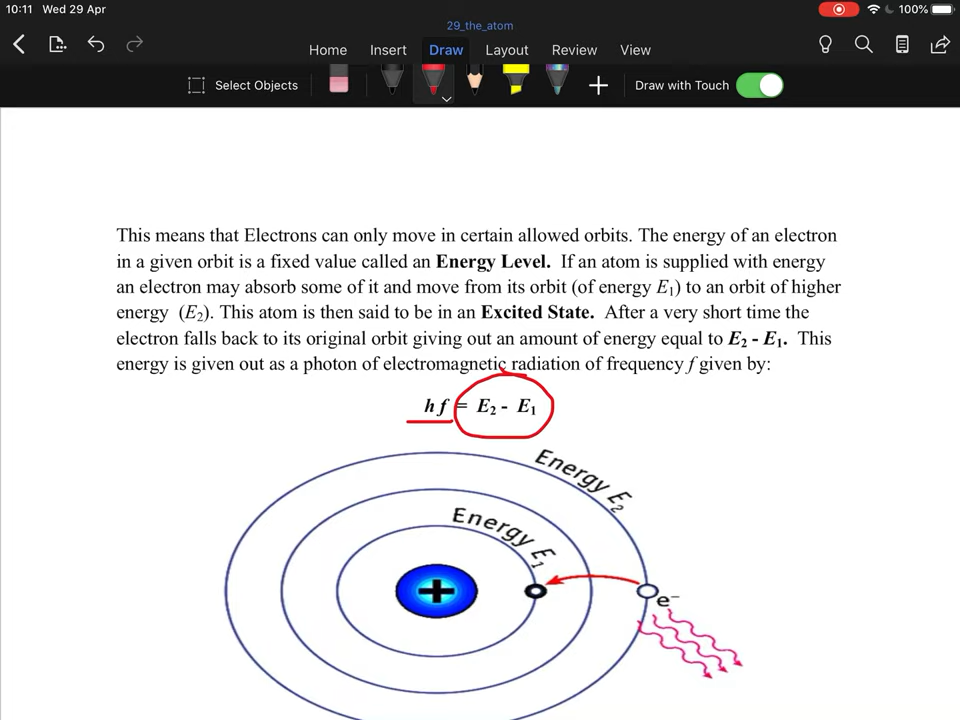 10:11 Wed 29 Apr 100%
29_the_atom
Home Insert Draw Layout Review View
Select Objects Draw with Touch
This means that Electrons can only move in certain allowed orbits. The energy of an electron
in a given orbit is a fixed value called an Energy Level. If an atom is supplied with energy
an electron may absorb some of it and move from its orbit (of energy E₁) to an orbit of higher
energy (E₂). This atom is then said to be in an Excited State. After a very short time the
electron falls back to its original orbit giving out an amount of energy equal to E₂ - E₁. This
energy is given out as a photon of electromagnetic radiation of frequency f given by:
h f = E₂ - E₁
Energy E₂
Energy E₁
+
e⁻